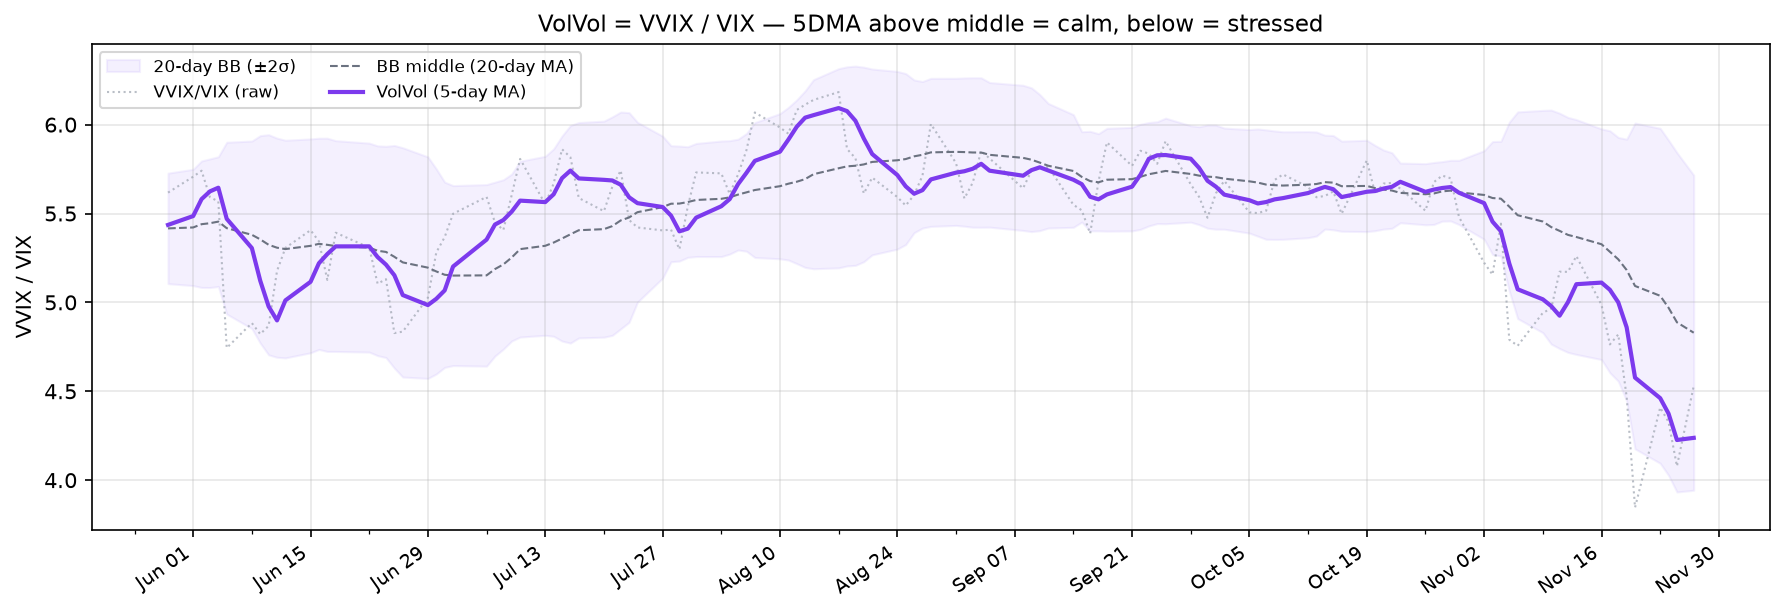 VolVol = VVIX / VIX — 5DMA above middle = calm, below = stressed
20-day BB (±2σ)
VVIX/VIX (raw)
BB middle (20-day MA)
VolVol (5-day MA)
VVIX / VIX
6.0
5.5
5.0
4.5
4.0
Jun 01
Jun 15
Jun 29
Jul 13
Jul 27
Aug 10
Aug 24
Sep 07
Sep 21
Oct 05
Oct 19
Nov 02
Nov 16
Nov 30